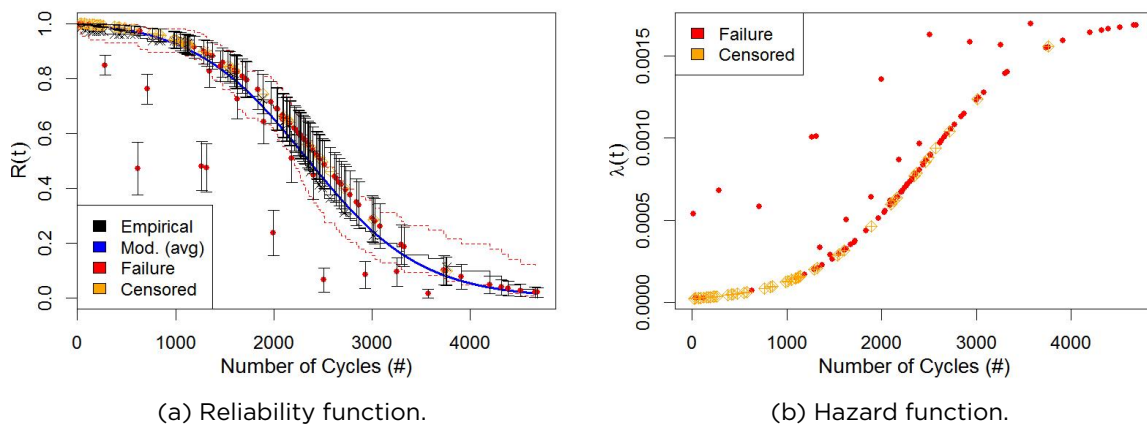 1.0
0.8
0.6
0.4
0.2
0.0
R(t)
Empirical
Mod. (avg)
Failure
Censored
0 1000 2000 3000 4000
Number of Cycles (#)
(a) Reliability function.
0.0015
0.0010
0.0005
0.0000
λ(t)
Failure
Censored
0 1000 2000 3000 4000
Number of Cycles (#)
(b) Hazard function.